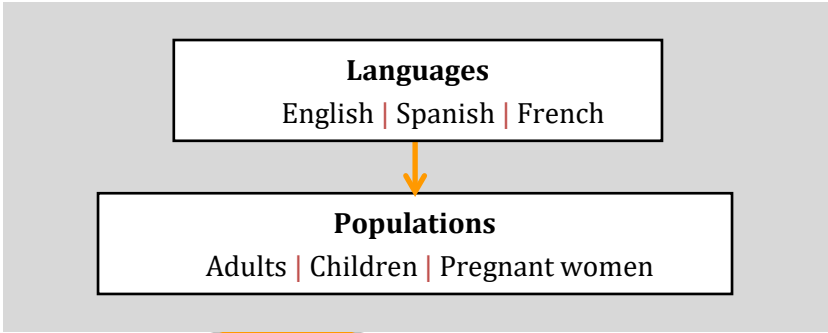 Languages
English | Spanish | French
Populations
Adults | Children | Pregnant women